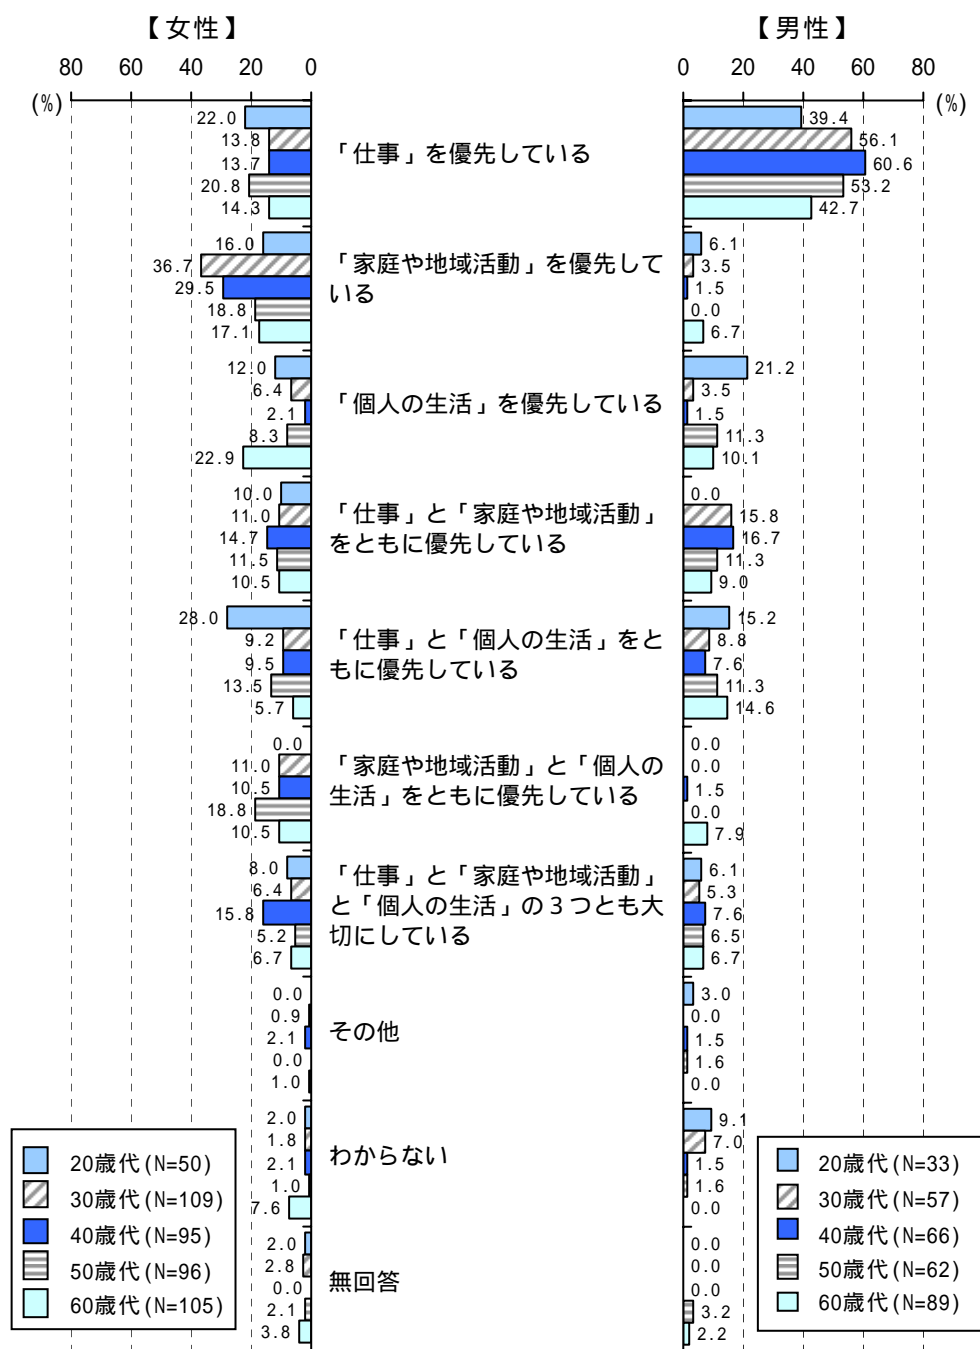 【女性】 【男性】
80 60 40 20 0 0 20 40 60 80
(%) (%)
22.0 39.4
13.8 56.1
13.7 「仕事」を優先している 60.6
20.8 53.2
14.3 42.7
16.0 6.1
36.7 「家庭や地域活動」を優先して 3.5
29.5 いる 1.5
18.8 0.0
17.1 6.7
12.0 21.2
6.4 3.5
2.1 「個人の生活」を優先している 1.5
8.3 11.3
22.9 10.1
10.0 0.0
11.0 「仕事」と「家庭や地域活動」 15.8
14.7 をともに優先している 16.7
11.5 11.3
10.5 9.0
28.0 15.2
9.2 「仕事」と「個人の生活」をと 8.8
9.5 もに優先している 7.6
13.5 11.3
5.7 14.6
0.0 0.0
11.0 「家庭や地域活動」と「個人の 0.0
10.5 生活」をともに優先している 1.5
18.8 0.0
10.5 7.9
8.0 「仕事」と「家庭や地域活動」 6.1
6.4 5.3
15.8 と「個人の生活」の3つとも大 7.6
5.2 切にしている 6.5
6.7 6.7
0.0 3.0
0.9 0.0
2.1 その他 1.5
0.0 1.6
1.0 0.0
2.0 9.1
1.8 7.0
2.1 わからない 1.5
1.0 1.6
7.6 0.0
2.0 0.0
2.8 0.0
0.0 無回答 0.0
2.1 3.2
3.8 2.2
20歳代(N=50)
30歳代(N=109)
40歳代(N=95)
50歳代(N=96)
60歳代(N=105)
20歳代(N=33)
30歳代(N=57)
40歳代(N=66)
50歳代(N=62)
60歳代(N=89)